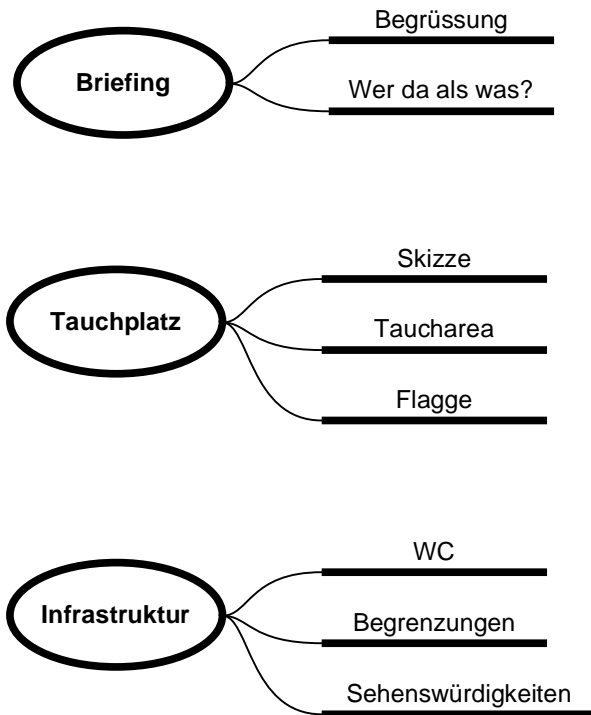 Briefing
Begrüssung
Wer da als was?
Tauchplatz
Skizze
Taucharea
Flagge
Infrastruktur
WC
Begrenzungen
Sehenswürdigkeiten